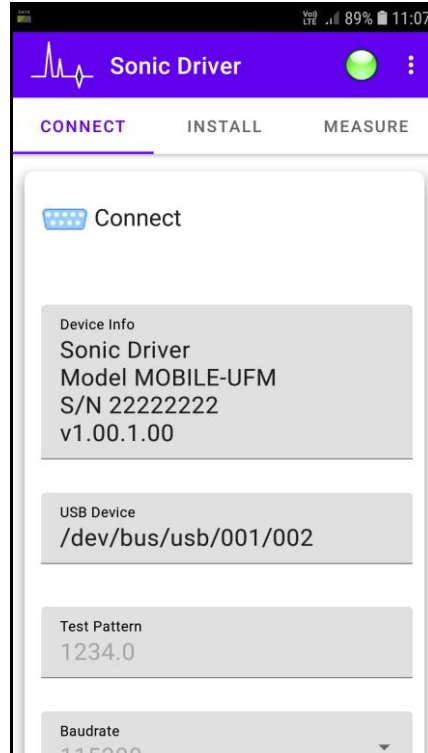 89% 11:07
Sonic Driver
CONNECT INSTALL MEASURE
Connect
Device Info
Sonic Driver
Model MOBILE-UFM
S/N 22222222
v1.00.1.00
USB Device
/dev/bus/usb/001/002
Test Pattern
1234.0
Baudrate